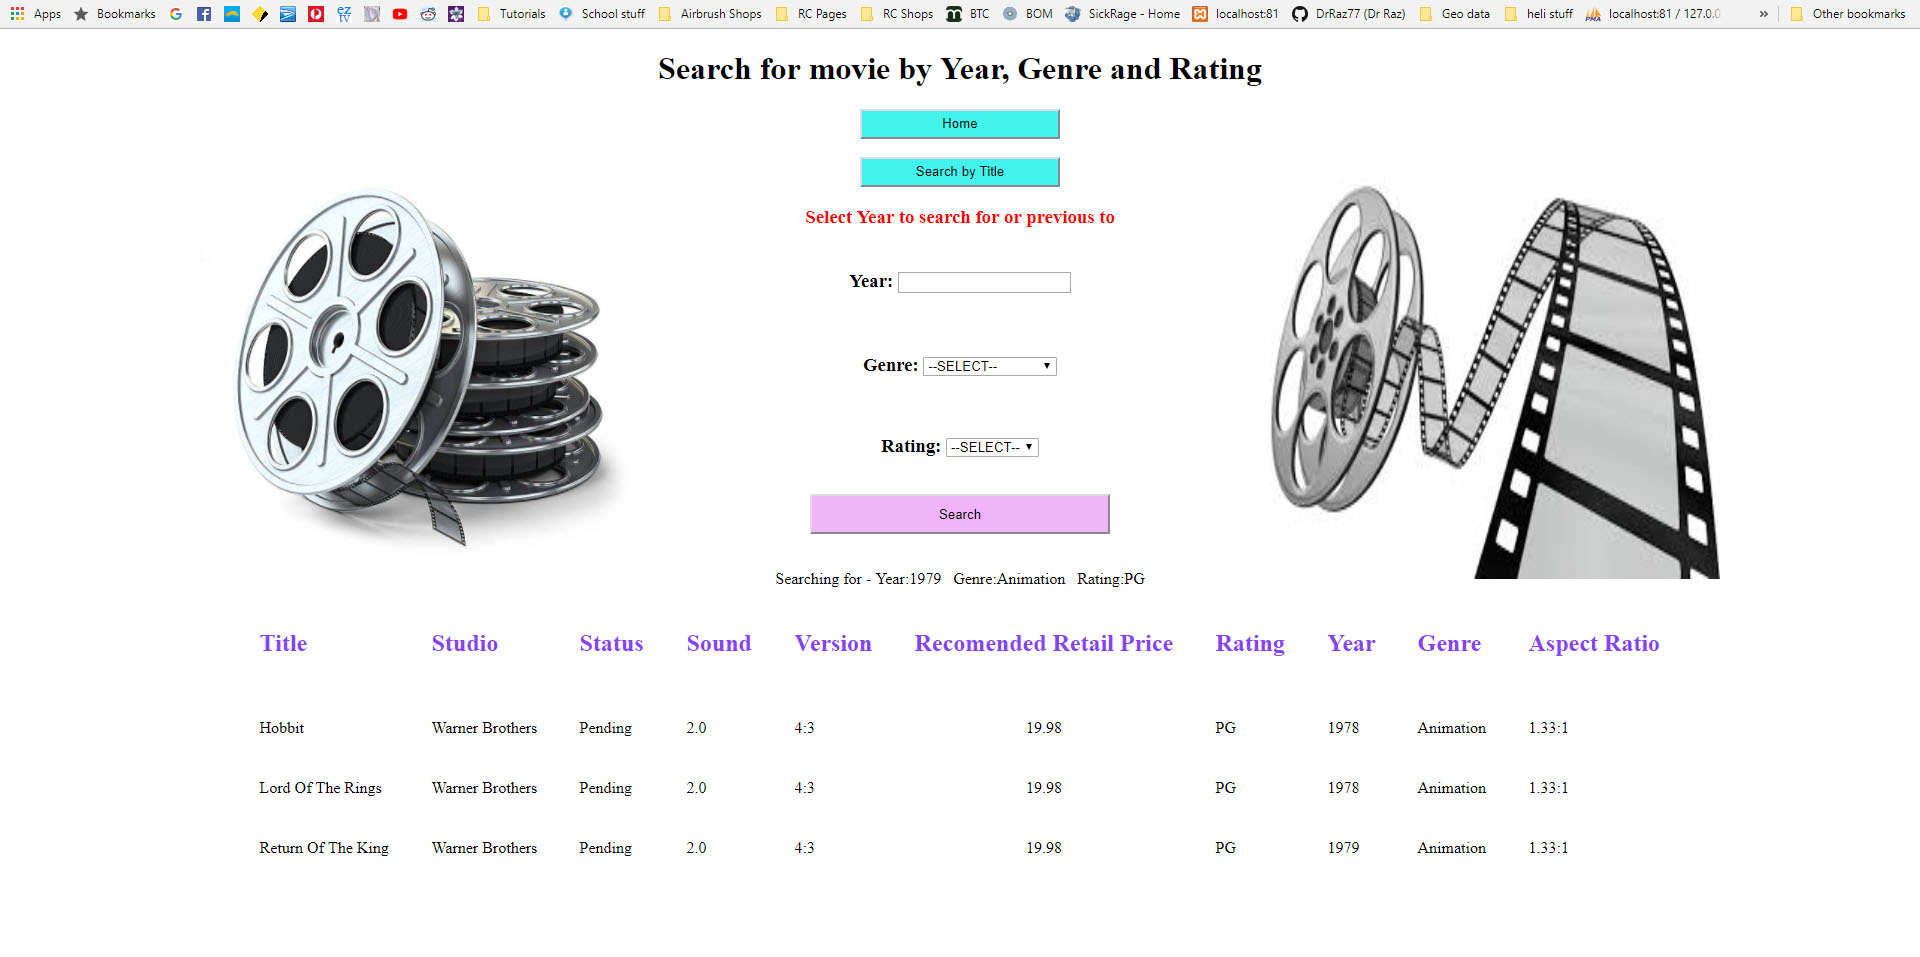 Apps Bookmarks Tutorials School stuff Airbrush Shops RC Pages RC Shops BTC BOM SickRage - Home localhost:81 DrRaz77 (Dr Raz) Geo data heli stuff localhost:81 / 127.0.0 » Other bookmarks
Search for movie by Year, Genre and Rating
Home
Search by Title
Select Year to search for or previous to
Year:
Genre: --SELECT--
Rating: --SELECT--
Search
Searching for - Year:1979 Genre:Animation Rating:PG
Title Studio Status Sound Version Recomended Retail Price Rating Year Genre Aspect Ratio
Hobbit Warner Brothers Pending 2.0 4:3 19.98 PG 1978 Animation 1.33:1
Lord Of The Rings Warner Brothers Pending 2.0 4:3 19.98 PG 1978 Animation 1.33:1
Return Of The King Warner Brothers Pending 2.0 4:3 19.98 PG 1979 Animation 1.33:1